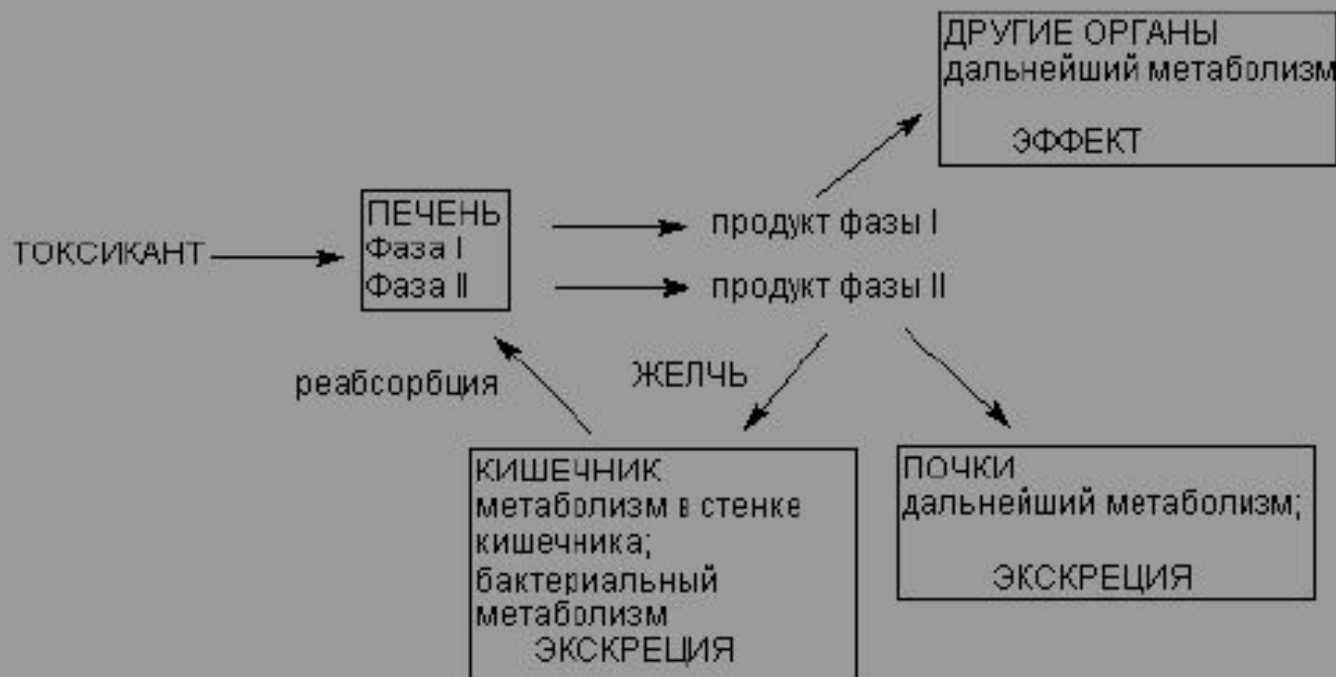 ДРУГИЕ ОРГАНЫ
дальнейший метаболизм
ЭФФЕКТ
ТОКСИКАНТ
ПЕЧЕНЬ
Фаза I
Фаза II
продукт фазы I
продукт фазы II
реабсорбция
ЖЕЛЧЬ
КИШЕЧНИК
метаболизм в стенке
кишечника;
бактериальный
метаболизм
ЭКСКРЕЦИЯ
ПОЧКИ
дальнейший метаболизм;
ЭКСКРЕЦИЯ